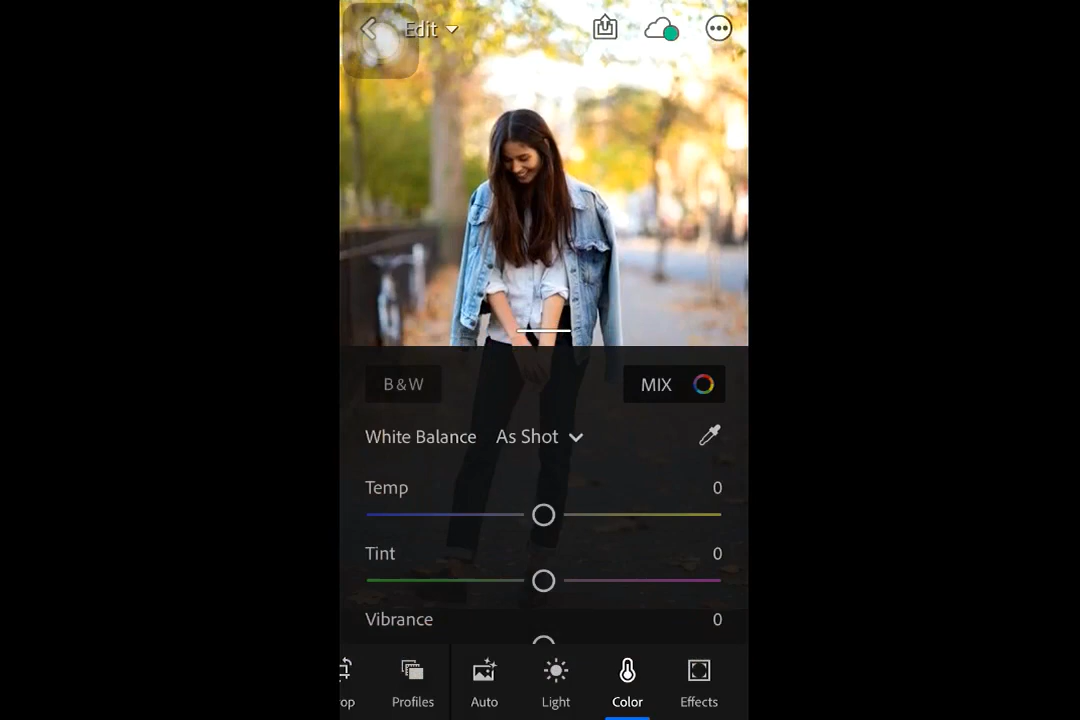 Edit
B&W
MIX
White Balance As Shot
Temp 0
Tint 0
Vibrance 0
op Profiles Auto Light Color Effects